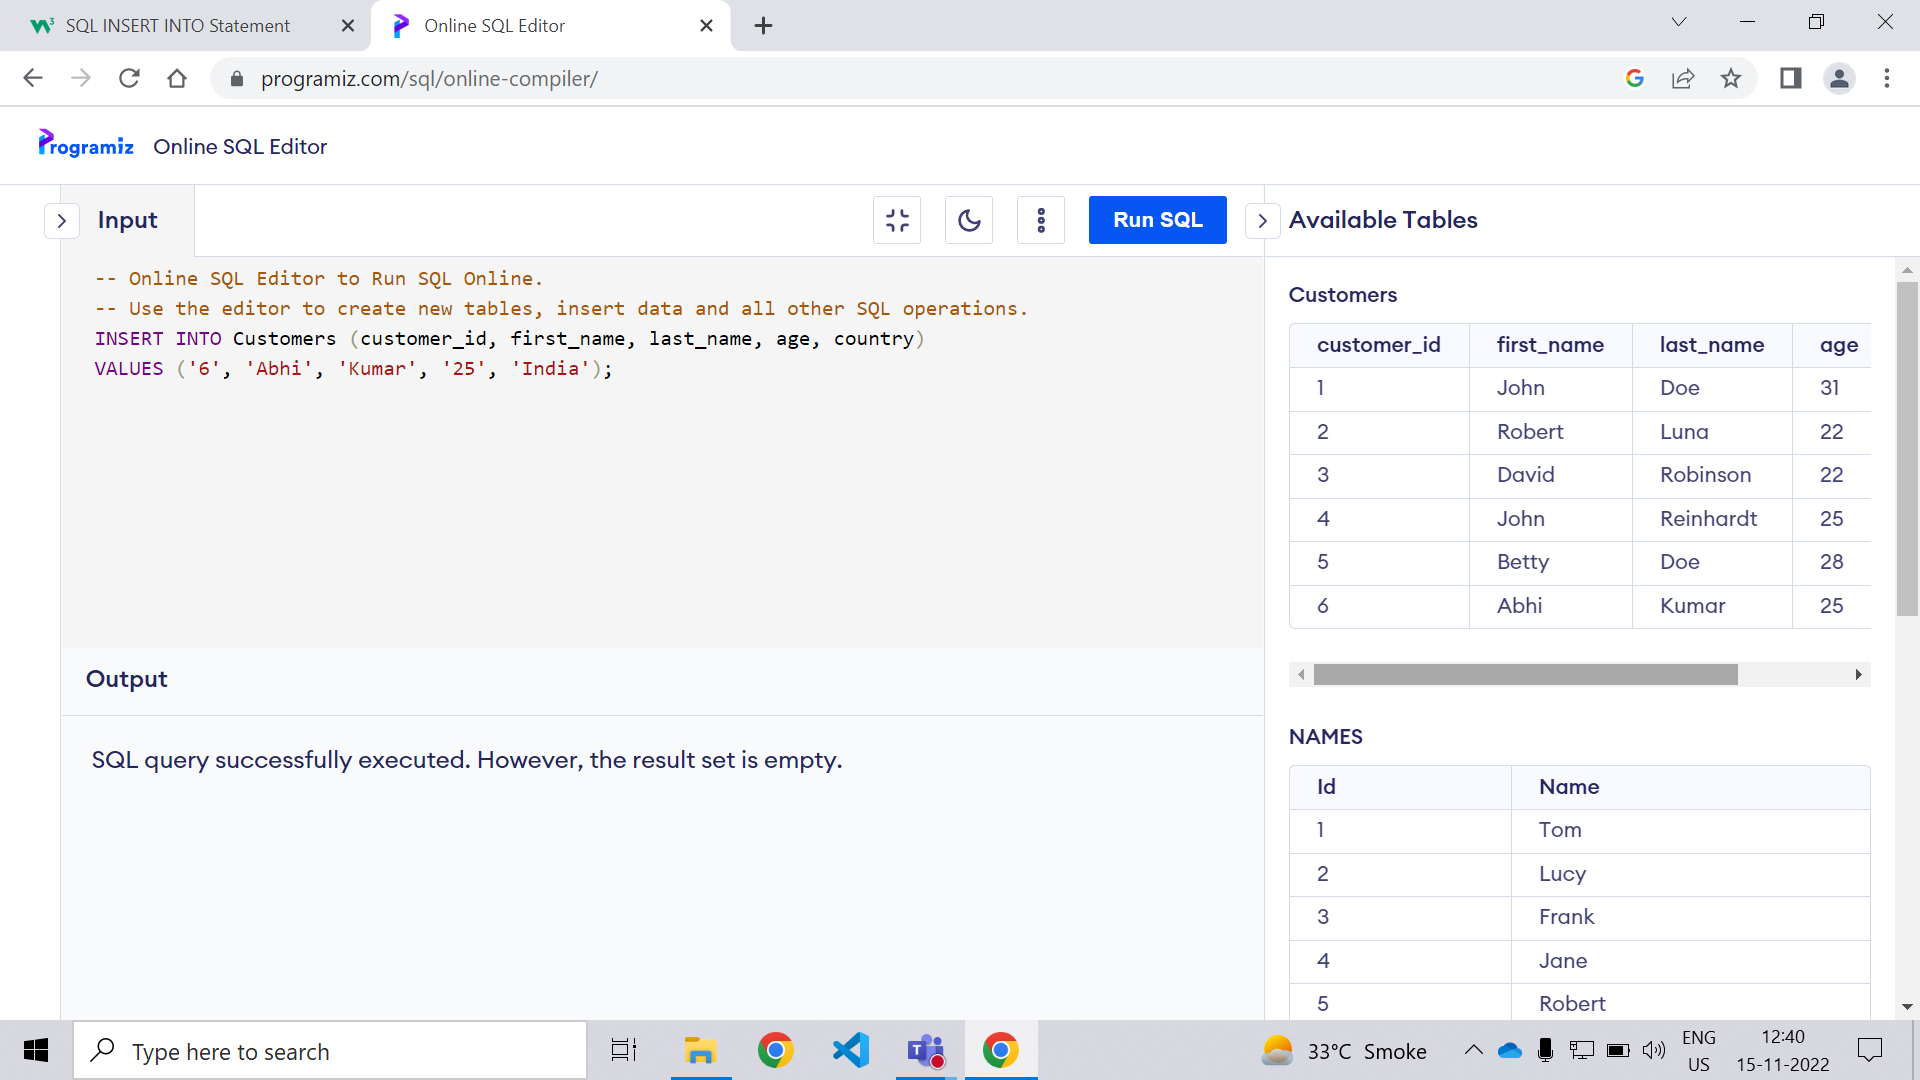 SQL INSERT INTO Statement
Online SQL Editor
programiz.com/sql/online-compiler/
Programiz Online SQL Editor
Input
Run SQL
-- Online SQL Editor to Run SQL Online.
-- Use the editor to create new tables, insert data and all other SQL operations.
INSERT INTO Customers (customer_id, first_name, last_name, age, country)
VALUES ('6', 'Abhi', 'Kumar', '25', 'India');
Output
SQL query successfully executed. However, the result set is empty.
Available Tables
Customers
customer_id first_name last_name age
1 John Doe 31
2 Robert Luna 22
3 David Robinson 22
4 John Reinhardt 25
5 Betty Doe 28
6 Abhi Kumar 25
NAMES
Id Name
1 Tom
2 Lucy
3 Frank
4 Jane
5 Robert
Type here to search
33°C Smoke
ENG
US
12:40
15-11-2022